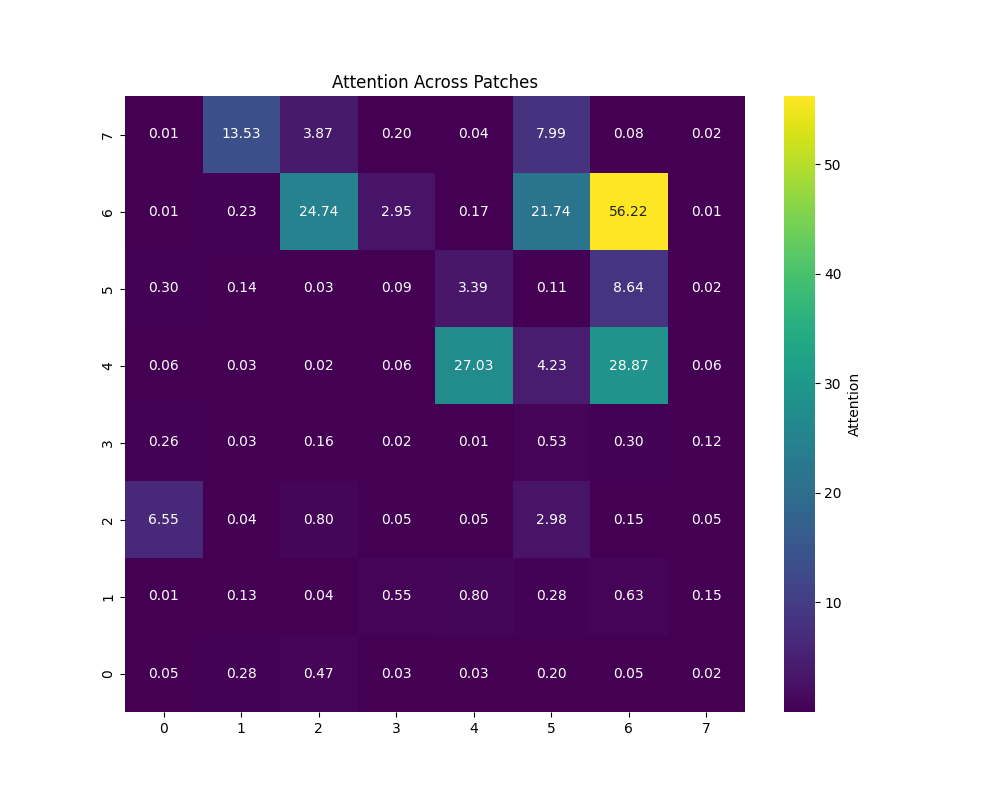 Attention Across Patches
7 0.01 13.53 3.87 0.20 0.04 7.99 0.08 0.02
6 0.01 0.23 24.74 2.95 0.17 21.74 56.22 0.01
5 0.30 0.14 0.03 0.09 3.39 0.11 8.64 0.02
4 0.06 0.03 0.02 0.06 27.03 4.23 28.87 0.06
3 0.26 0.03 0.16 0.02 0.01 0.53 0.30 0.12
2 6.55 0.04 0.80 0.05 0.05 2.98 0.15 0.05
1 0.01 0.13 0.04 0.55 0.80 0.28 0.63 0.15
0 0.05 0.28 0.47 0.03 0.03 0.20 0.05 0.02
0 1 2 3 4 5 6 7
50
40
30
20
10
Attention